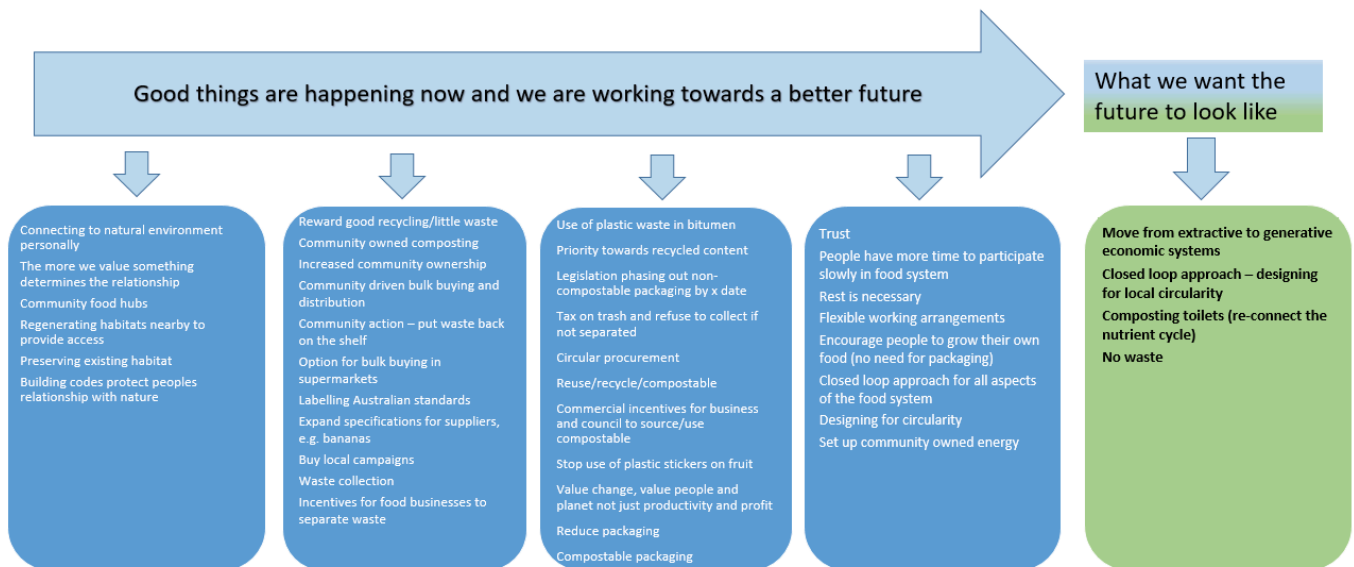 Good things are happening now and we are working towards a better future
What we want the
future to look like
Connecting to natural environment
personally
The more we value something
determines the relationship
Community food hubs
Regenerating habitats nearby to
provide access
Preserving existing habitat
Building codes protect peoples
relationship with nature
Reward good recycling/little waste
Community owned composting
Increased community ownership
Community driven bulk buying and
distribution
Community action – put waste back
on the shelf
Option for bulk buying in
supermarkets
Labelling Australian standards
Expand specifications for suppliers,
e.g. bananas
Buy local campaigns
Waste collection
Incentives for food businesses to
separate waste
Use of plastic waste in bitumen
Priority towards recycled content
Legislation phasing out non-
compostable packaging by x date
Tax on trash and refuse to collect if
not separated
Circular procurement
Reuse/recycle/compostable
Commercial incentives for business
and council to source/use
compostable
Stop use of plastic stickers on fruit
Value change, value people and
planet not just productivity and profit
Reduce packaging
Compostable packaging
Trust
People have more time to participate
slowly in food system
Rest is necessary
Flexible working arrangements
Encourage people to grow their own
food (no need for packaging)
Closed loop approach for all aspects
of the food system
Designing for circularity
Set up community owned energy
Move from extractive to generative
economic systems
Closed loop approach – designing
for local circularity
Composting toilets (re-connect the
nutrient cycle)
No waste